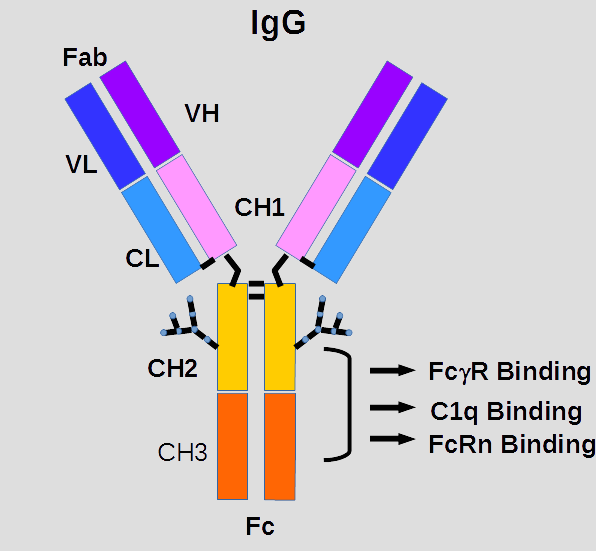 IgG
Fab
VH
VL
CH1
CL
CH2
FcγR Binding
C1q Binding
FcRn Binding
CH3
Fc